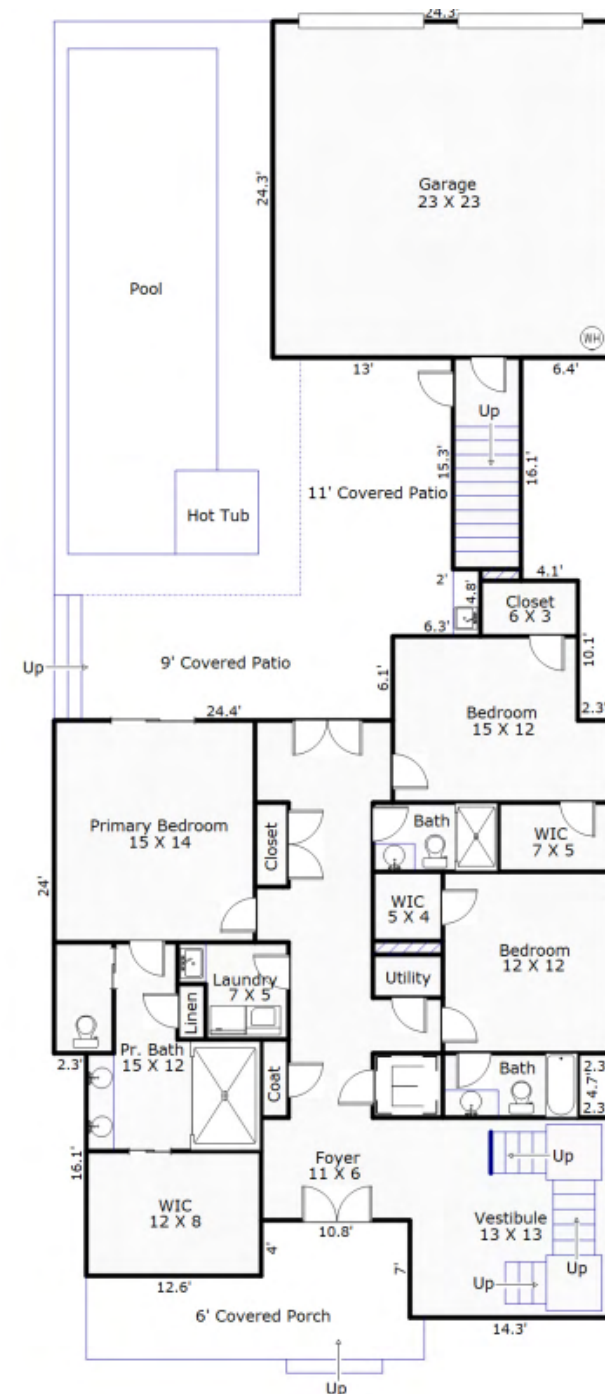 24.3'
Garage
23 X 23
24.3'
Pool
WH
13'
6.4'
Up
15.3'
16.1'
11' Covered Patio
Hot Tub
2'
4.8'
4.1'
Closet
6 X 3
6.3'
10.1'
Up
9' Covered Patio
6.1'
24.4'
Bedroom
15 X 12
2.3'
Primary Bedroom
15 X 14
Closet
Bath
WIC
7 X 5
24'
WIC
5 X 4
Bedroom
12 X 12
Laundry
7 X 5
Utility
Linen
Pr. Bath
15 X 12
2.3'
Coat
Bath
2.3'
4.7'
2.3'
16.1'
Foyer
11 X 6
Up
WIC
12 X 8
Vestibule
13 X 13
10.8'
4'
7'
Up
Up
12.6'
6' Covered Porch
14.3'
Up